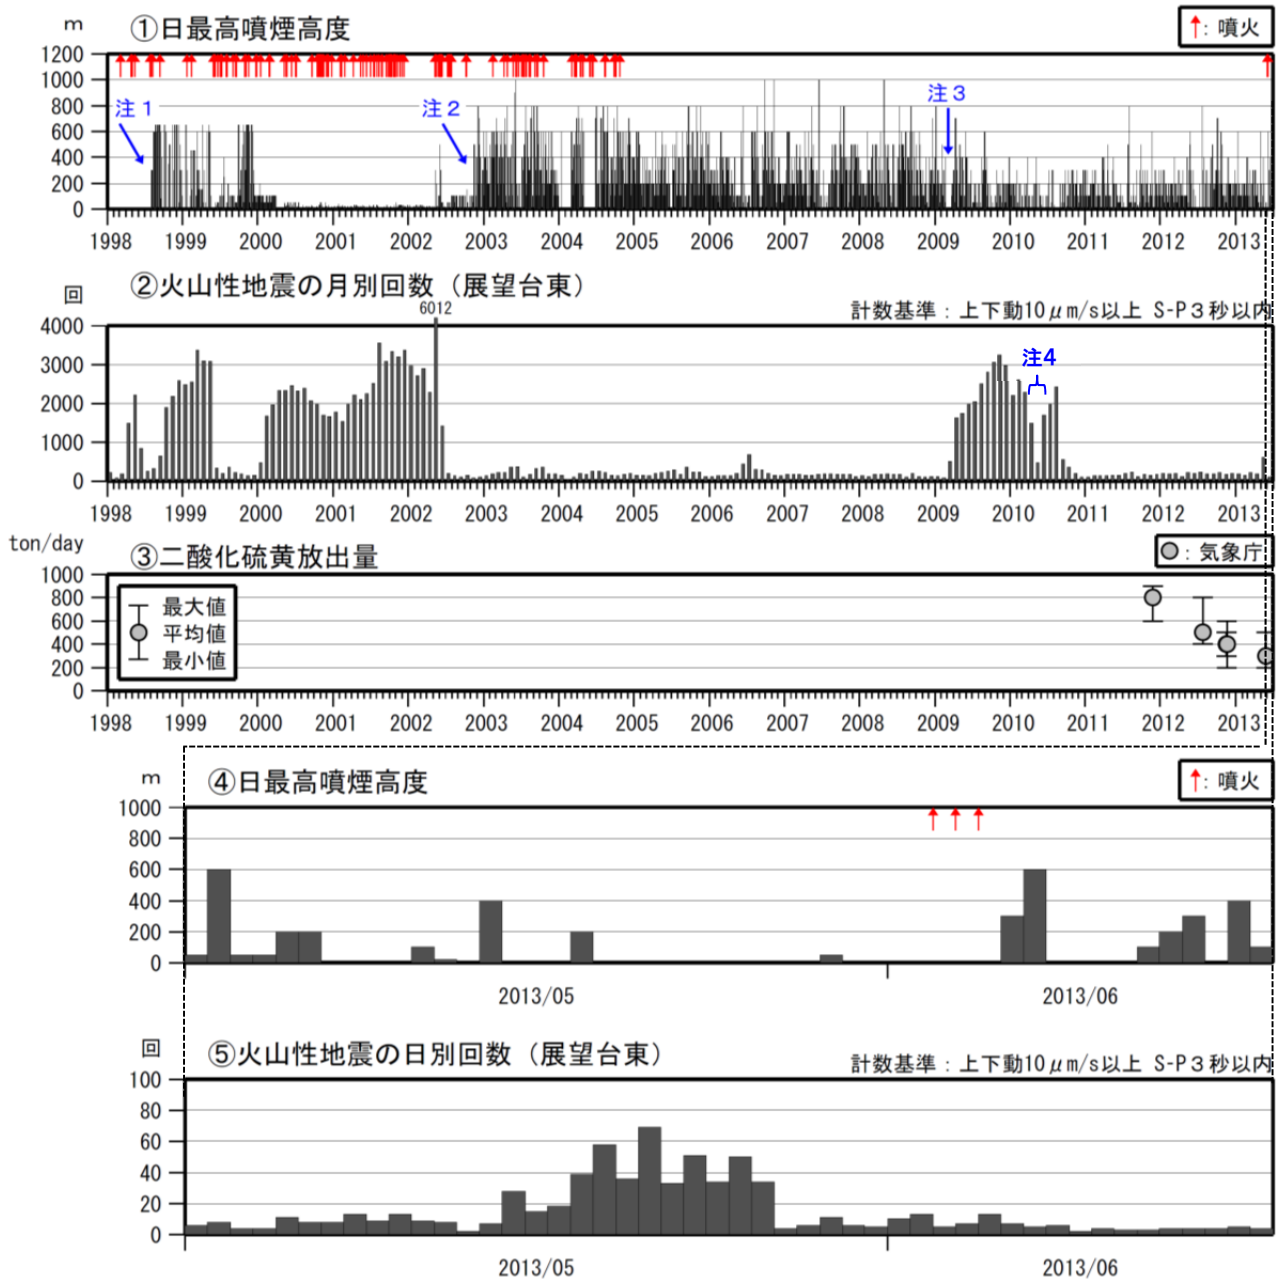 m ①日最高噴煙高度 ↑: 噴火
1200
1000
800
600
400
200
0
注1 注2 注3
1998 1999 2000 2001 2002 2003 2004 2005 2006 2007 2008 2009 2010 2011 2012 2013
回 ②火山性地震の月別回数（展望台東）
6012 計数基準：上下動10μm/s以上 S-P3秒以内
4000
3000
2000
1000
0
注4
1998 1999 2000 2001 2002 2003 2004 2005 2006 2007 2008 2009 2010 2011 2012 2013
ton/day ③二酸化硫黄放出量 : 気象庁
1000
800
600
400
200
0
最大値
平均値
最小値
1998 1999 2000 2001 2002 2003 2004 2005 2006 2007 2008 2009 2010 2011 2012 2013
m ④日最高噴煙高度 ↑: 噴火
1000
800
600
400
200
0
2013/05 2013/06
回 ⑤火山性地震の日別回数（展望台東）
計数基準：上下動10μm/s以上 S-P3秒以内
100
80
60
40
20
0
2013/05 2013/06